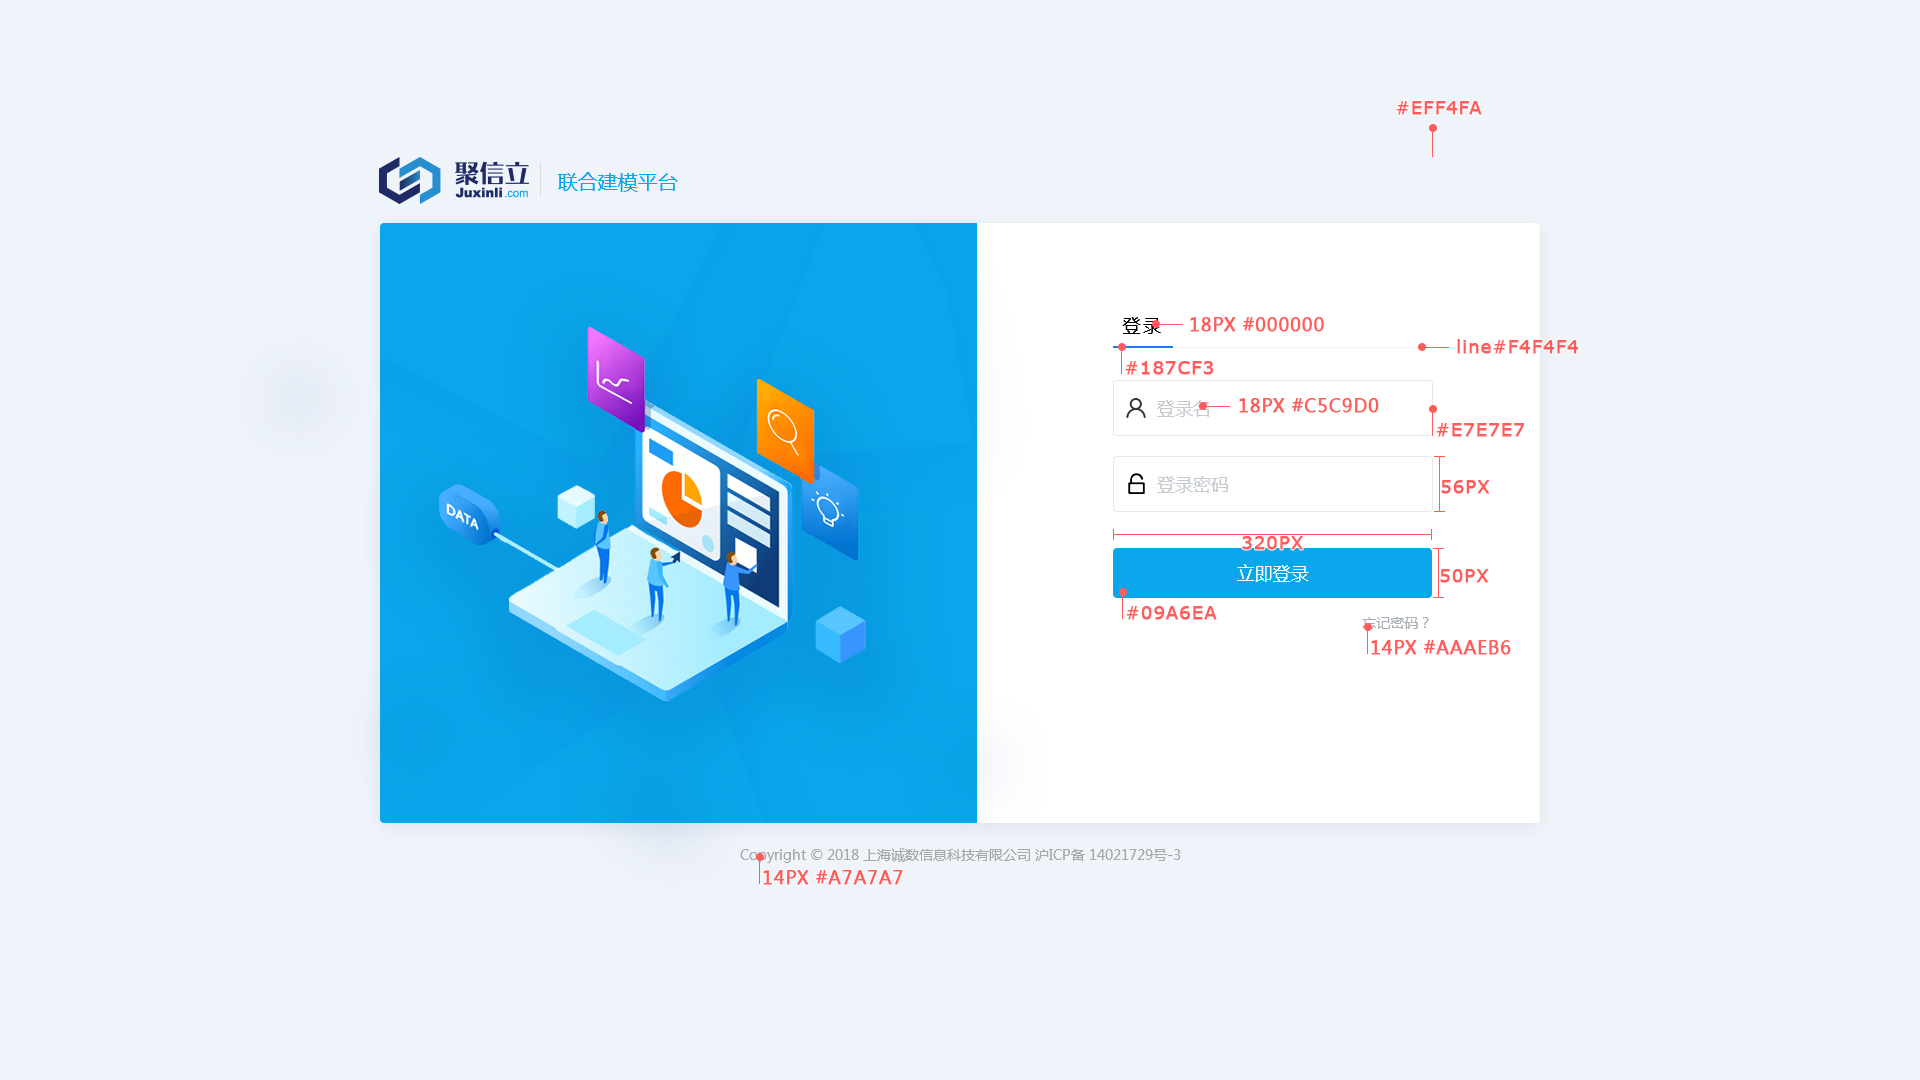 #EFF4FA
聚信立
Juxinli.com
联合建模平台
登录
18PX #000000
line#F4F4F4
#187CF3
登录名
18PX #C5C9D0
#E7E7E7
登录密码
56PX
DATA
320PX
立即登录
50PX
#09A6EA
忘记密码？
14PX #AAAEB6
Copyright © 2018 上海诚数信息科技有限公司 沪ICP备 14021729号-3
14PX #A7A7A7